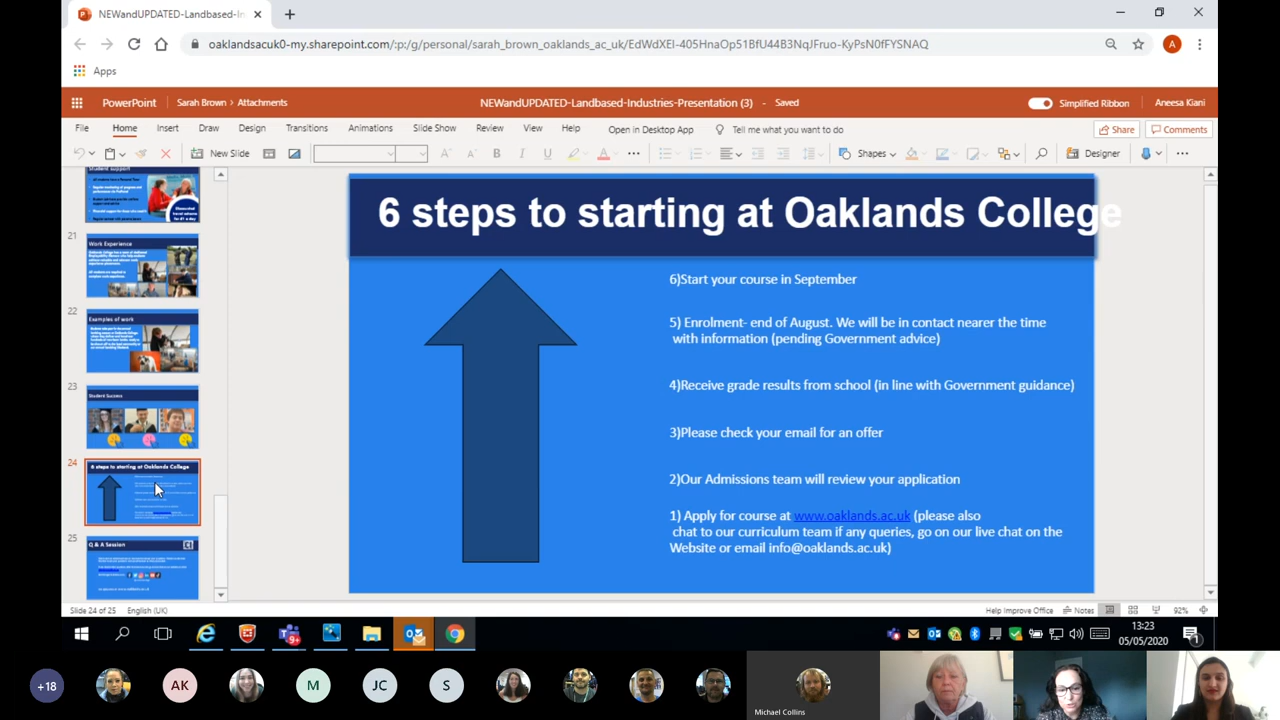 NEWandUPDATED-Landbased-In
oaklandsacuk0-my.sharepoint.com/:p:/g/personal/sarah_brown_oaklands_ac_uk/EdWdXEI-405HnaOp51BfU44B3NqJFruo-KyPsN0fFYSNAQ
A
Apps
PowerPoint
Sarah Brown > Attachments
NEWandUPDATED-Landbased-Industries-Presentation (3) - Saved
Simplified Ribbon
Aneesa Kiani
File Home Insert Draw Design Transitions Animations Slide Show Review View Help Open in Desktop App Tell me what you want to do
Share
Comments
New Slide
B I U
Shapes
Designer
Student support
21
Work Experience
22
Examples of work
23
Student Success
24
6 steps to starting at Oaklands College
25
Q & A Session
6 steps to starting at Oaklands College
6)Start your course in September
5) Enrolment- end of August. We will be in contact nearer the time
with information (pending Government advice)
4)Receive grade results from school (in line with Government guidance)
3)Please check your email for an offer
2)Our Admissions team will review your application
1) Apply for course at www.oaklands.ac.uk (please also
chat to our curriculum team if any queries, go on our live chat on the
Website or email info@oaklands.ac.uk)
Slide 24 of 25 English (UK)
Help Improve Office Notes 92%
9+
13:23
05/05/2020
1
+18
AK
M
JC
S
Michael Collins